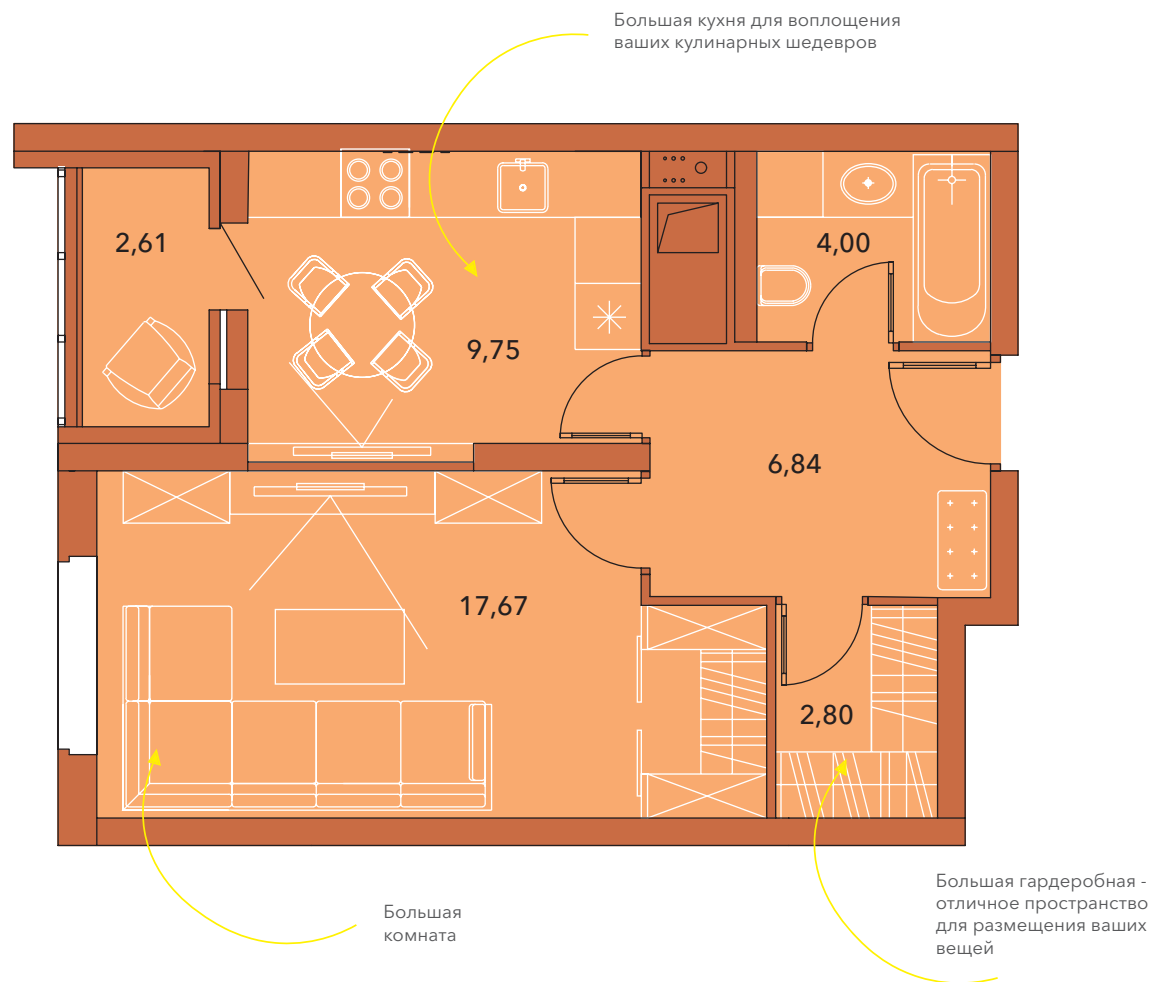 Большая кухня для воплощения
ваших кулинарных шедевров
2,61
4,00
9,75
6,84
17,67
2,80
Большая
комната
Большая гардеробная -
отличное пространство
для размещения ваших
вещей